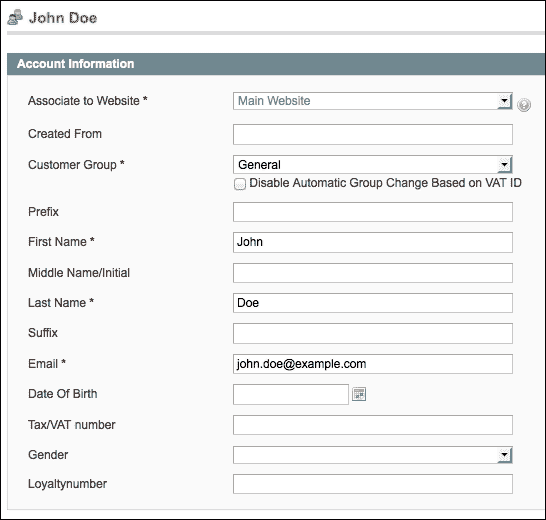 John Doe
Account Information
Associate to Website * Main Website
Created From
Customer Group * General
Disable Automatic Group Change Based on VAT ID
Prefix
First Name * John
Middle Name/Initial
Last Name * Doe
Suffix
Email * john.doe@example.com
Date Of Birth
Tax/VAT number
Gender
Loyaltynumber